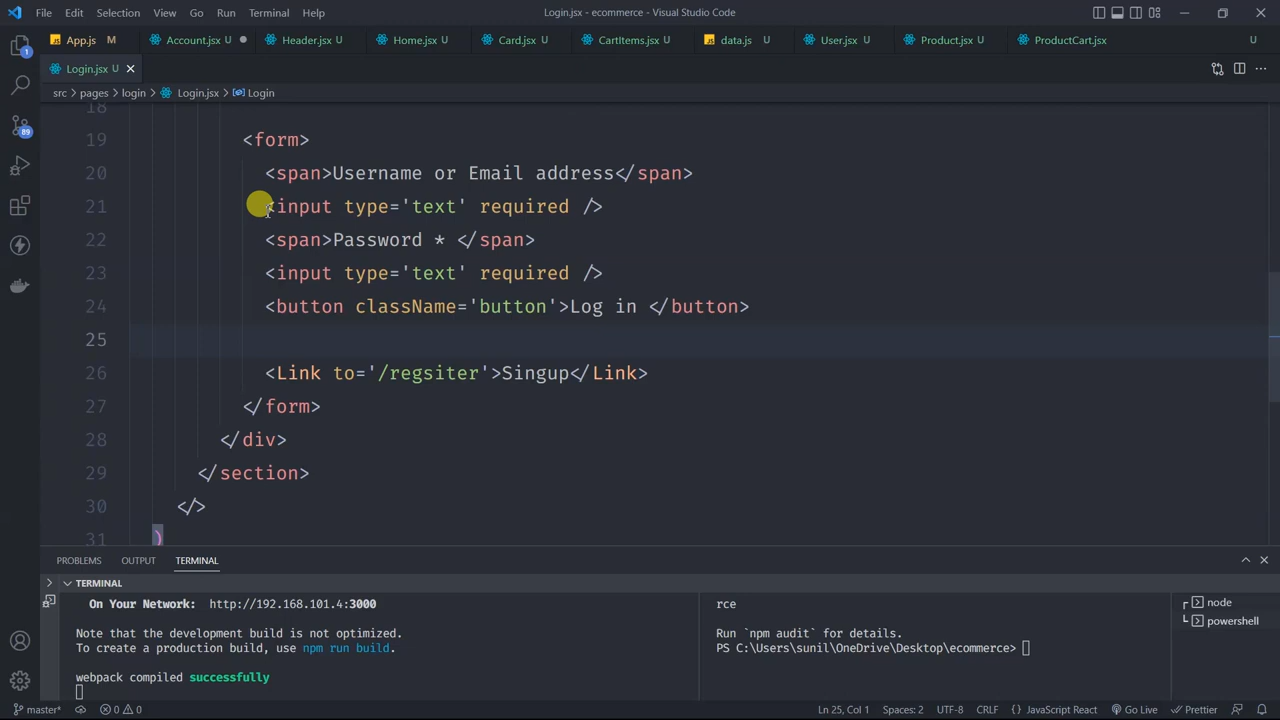 File Edit Selection View Go Run Terminal Help Login.jsx - ecommerce - Visual Studio Code
App.js M Account.jsx Header.jsx U Home.jsx U Card.jsx U CartItems.jsx U data.js U User.jsx U Product.jsx U ProductCart.jsx U
Login.jsx U
src > pages > login > Login.jsx > Login
18
19 <form>
20 <span>Username or Email address</span>
21 <input type='text' required />
22 <span>Password * </span>
23 <input type='text' required />
24 <button className='button'>Log in </button>
25
26 <Link to='/regsiter'>Singup</Link>
27 </form>
28 </div>
29 </section>
30 </>
31 )
1
89
PROBLEMS OUTPUT TERMINAL
TERMINAL
On Your Network: http://192.168.101.4:3000
Note that the development build is not optimized.
To create a production build, use npm run build.
webpack compiled successfully
rce
Run `npm audit` for details.
PS C:\Users\sunil\OneDrive\Desktop\ecommerce>
node
powershell
master* 0 0 Ln 25, Col 1 Spaces: 2 UTF-8 CRLF JavaScript React Go Live Prettier